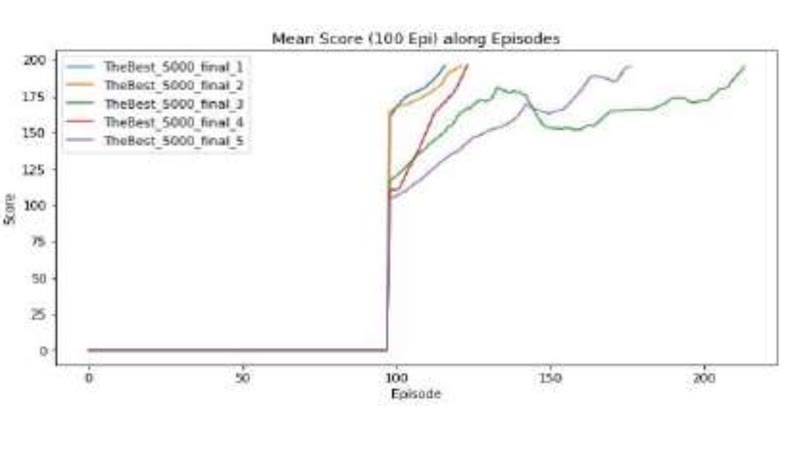 Mean Score (100 Epi) along Episodes
200
175
150
125
100
75
50
25
0
Score
TheBest_5000_final_1
TheBest_5000_final_2
TheBest_5000_final_3
TheBest_5000_final_4
TheBest_5000_final_5
0 50 100 150 200
Episode